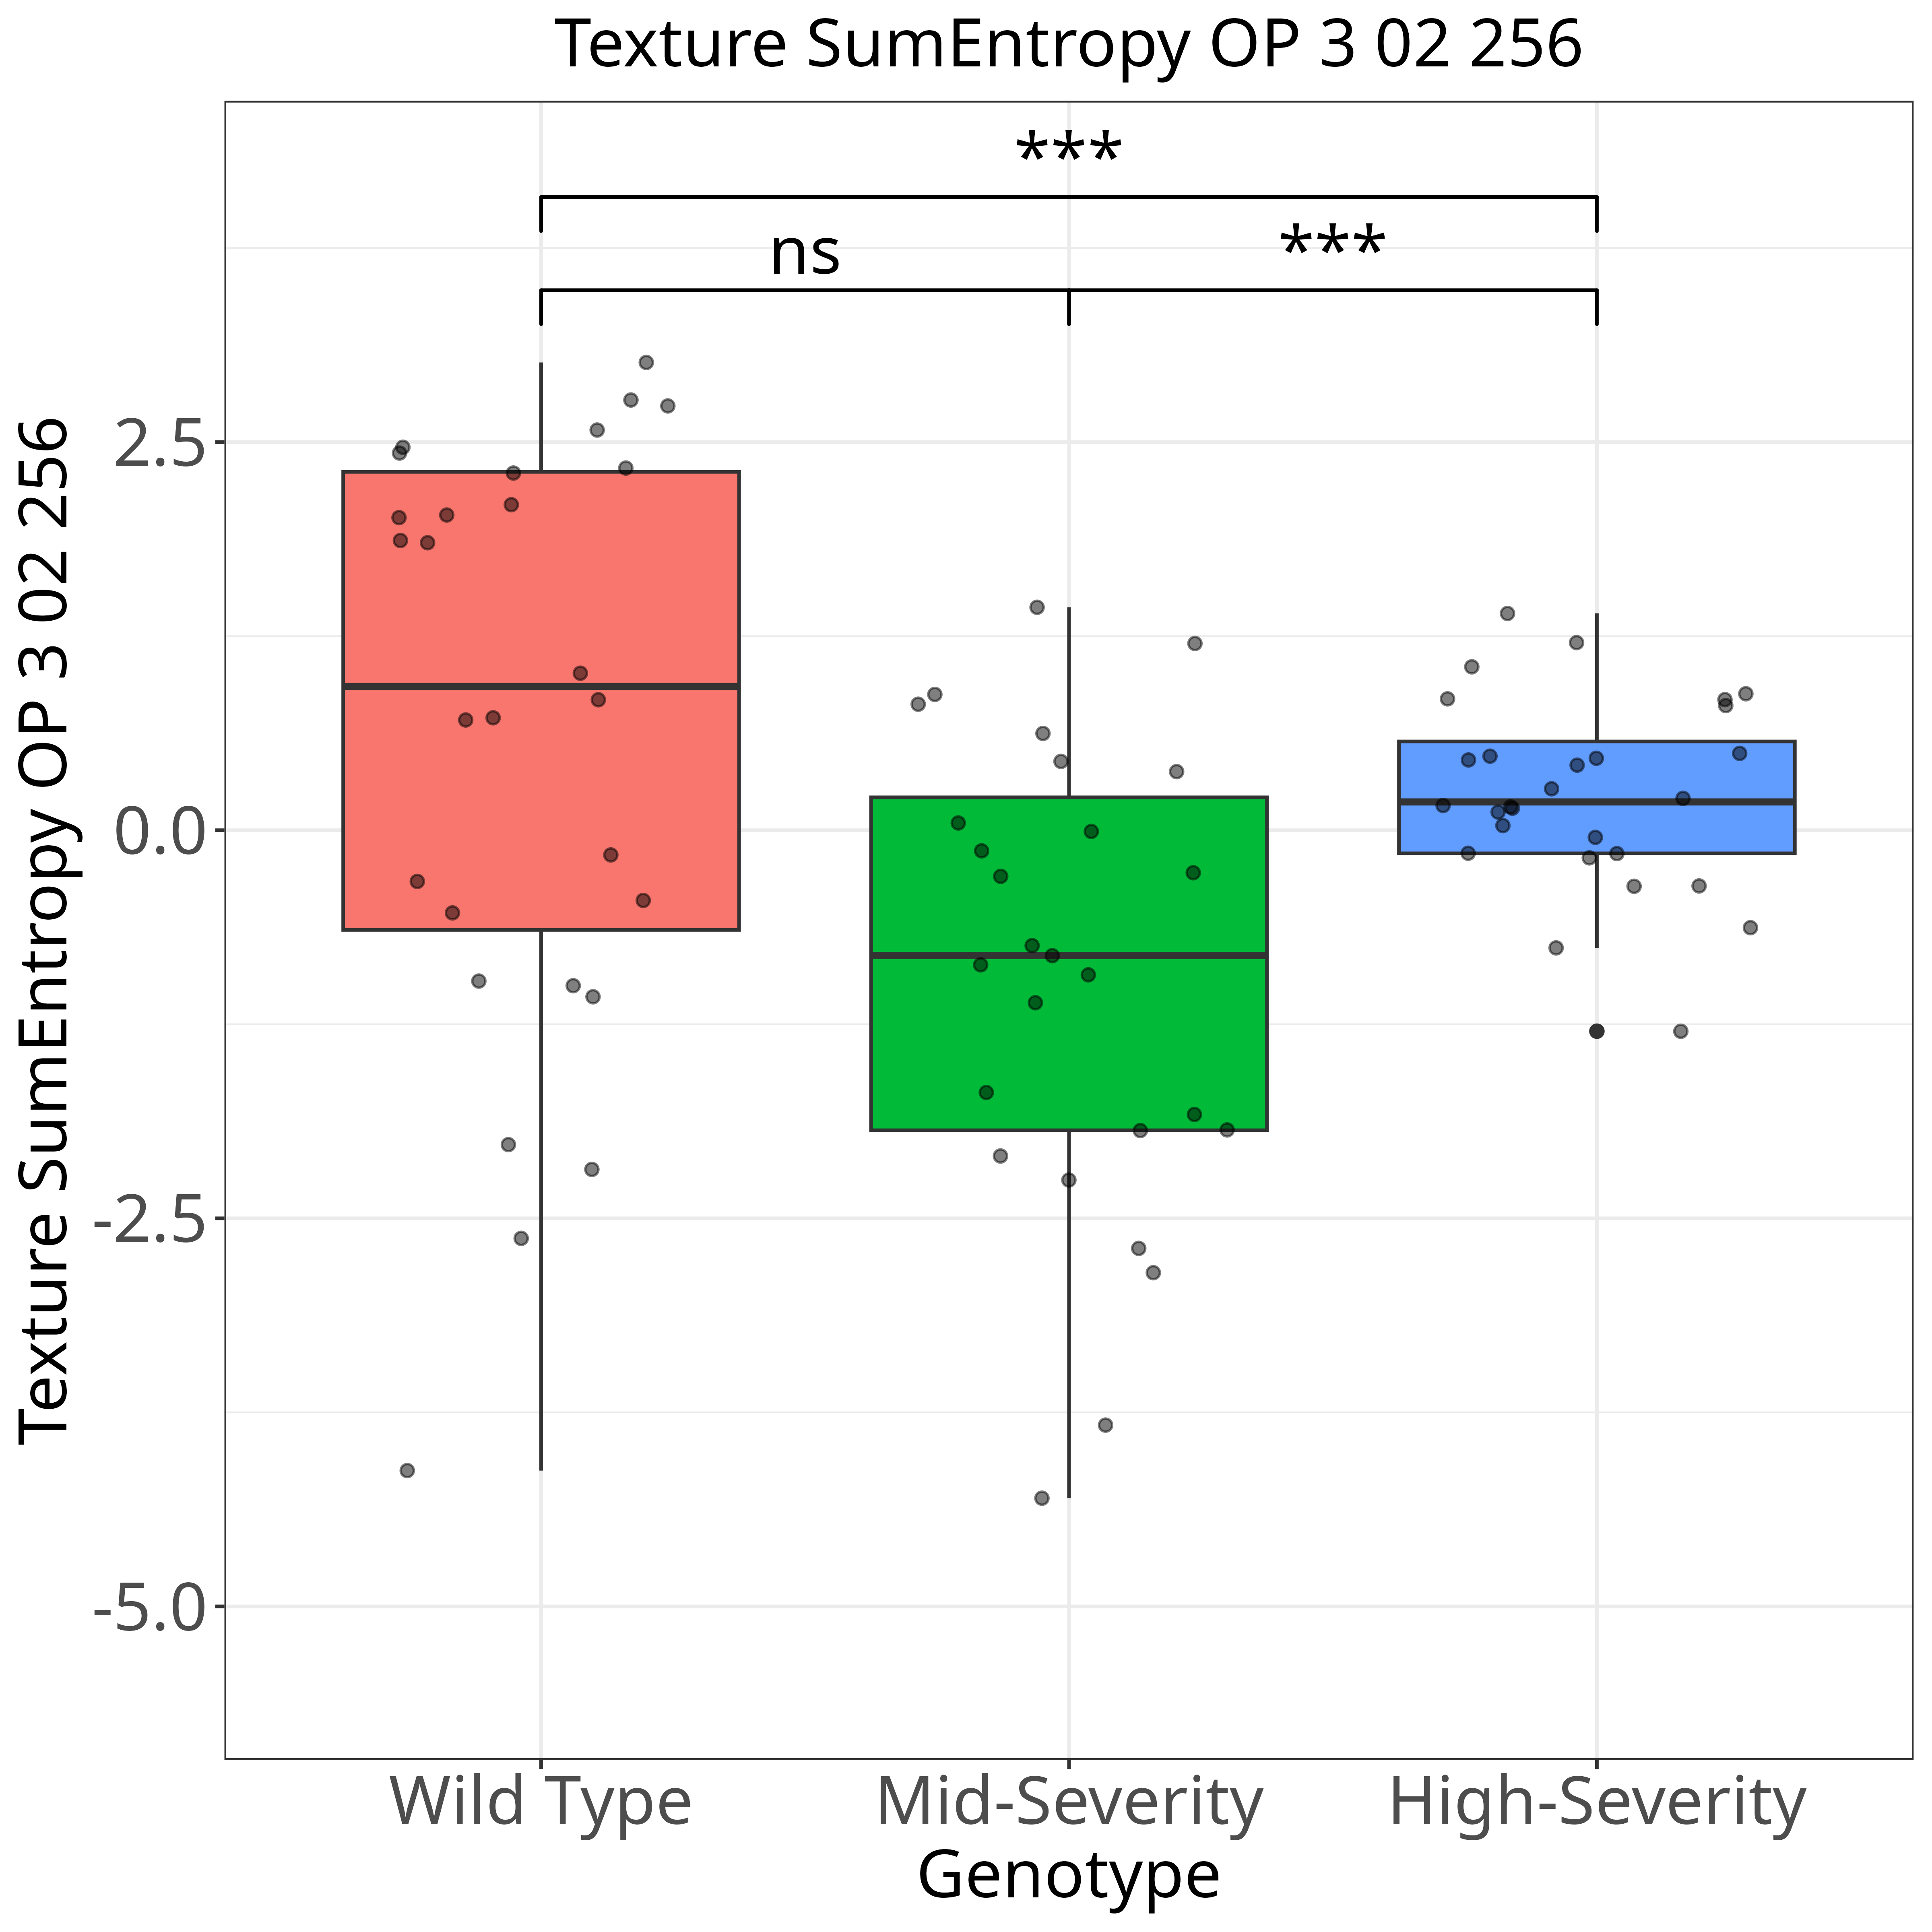 Texture SumEntropy OP 3 02 256
***
ns
***
Texture SumEntropy OP 3 02 256
2.5
0.0
-2.5
-5.0
Wild Type
Mid-Severity
High-Severity
Genotype